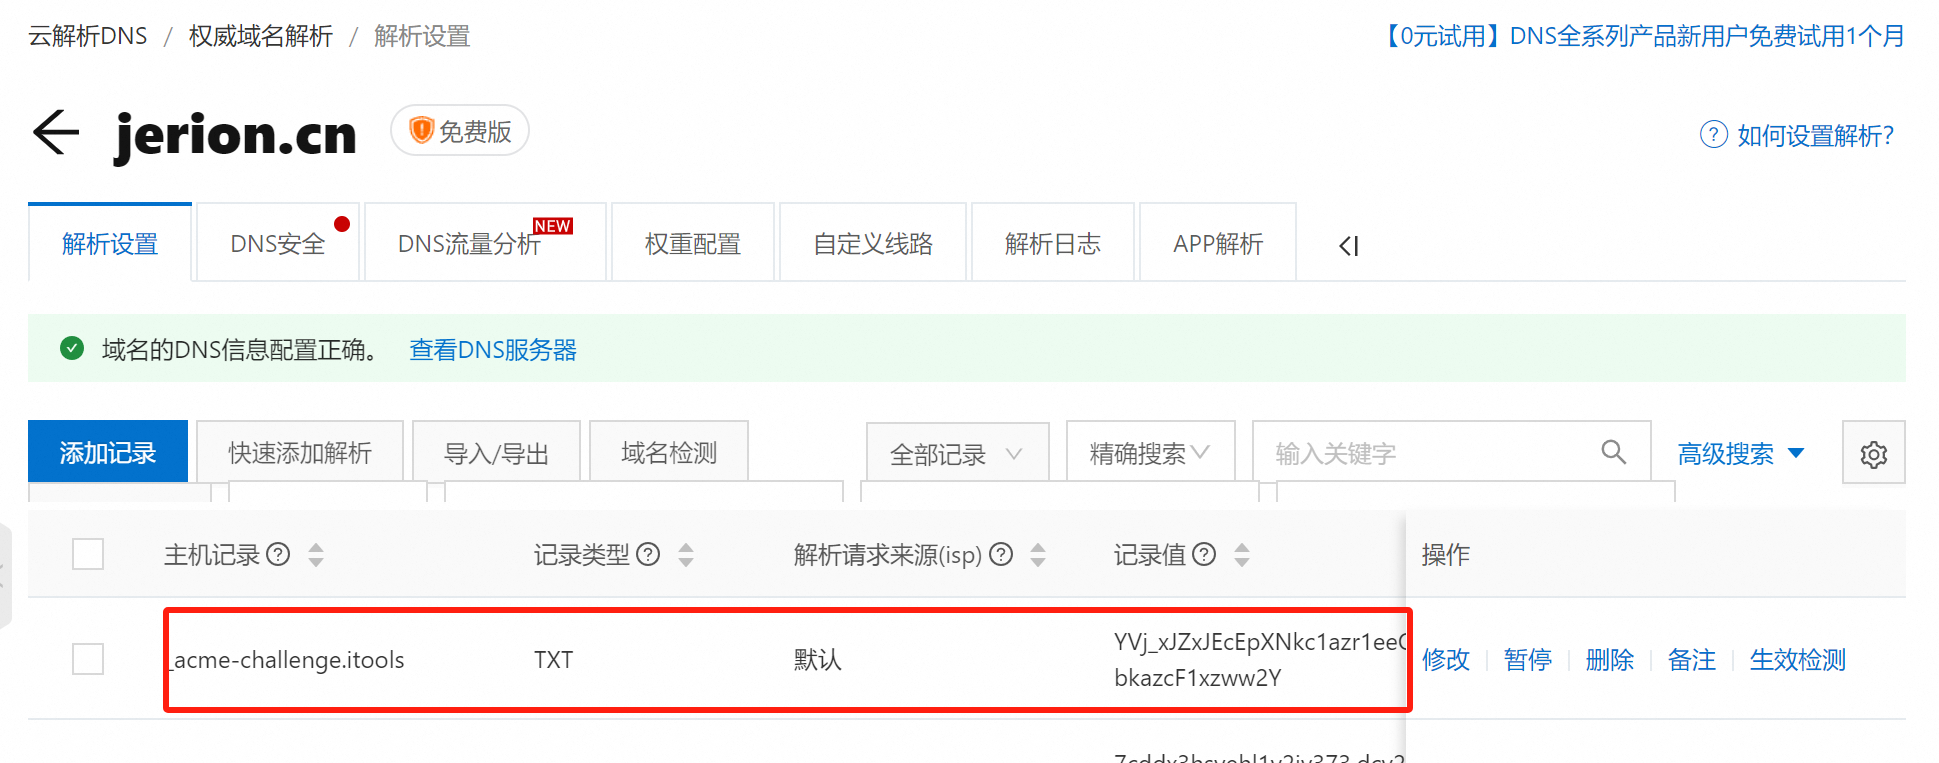 云解析DNS / 权威域名解析 / 解析设置
【0元试用】DNS全系列产品新用户免费试用1个月
jerion.cn
免费版
如何设置解析?
解析设置
DNS安全
DNS流量分析
NEW
权重配置
自定义线路
解析日志
APP解析
域名的DNS信息配置正确。 查看DNS服务器
添加记录
快速添加解析
导入/导出
域名检测
全部记录
精确搜索
输入关键字
高级搜索
主机记录
记录类型
解析请求来源(isp)
记录值
操作
_acme-challenge.itools
TXT
默认
YVj_xJZxJEcEpXNkc1azr1ee
bkazcF1xzww2Y
修改
暂停
删除
备注
生效检测